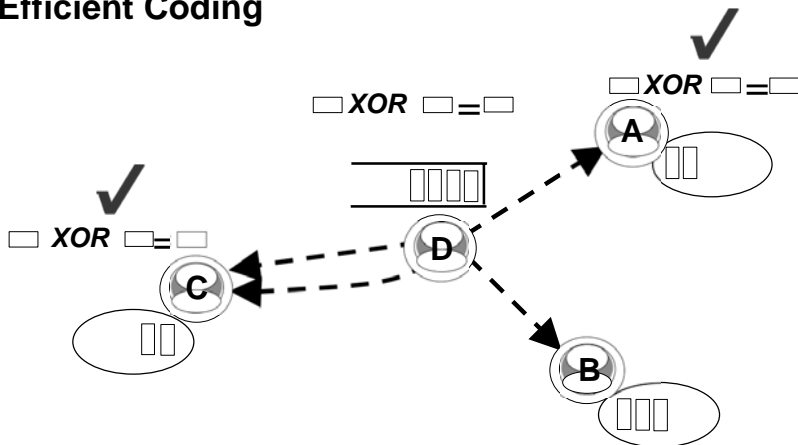 Efficient Coding
XOR =
XOR =
A
XOR =
D
C
B